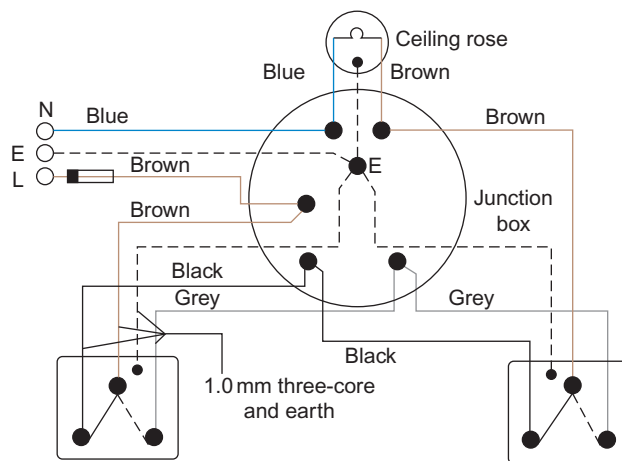 Ceiling rose
Blue
Brown
N
Blue
Brown
E
E
Brown
L
Brown
Junction
box
Black
Grey
Grey
Black
1.0 mm three-core
and earth